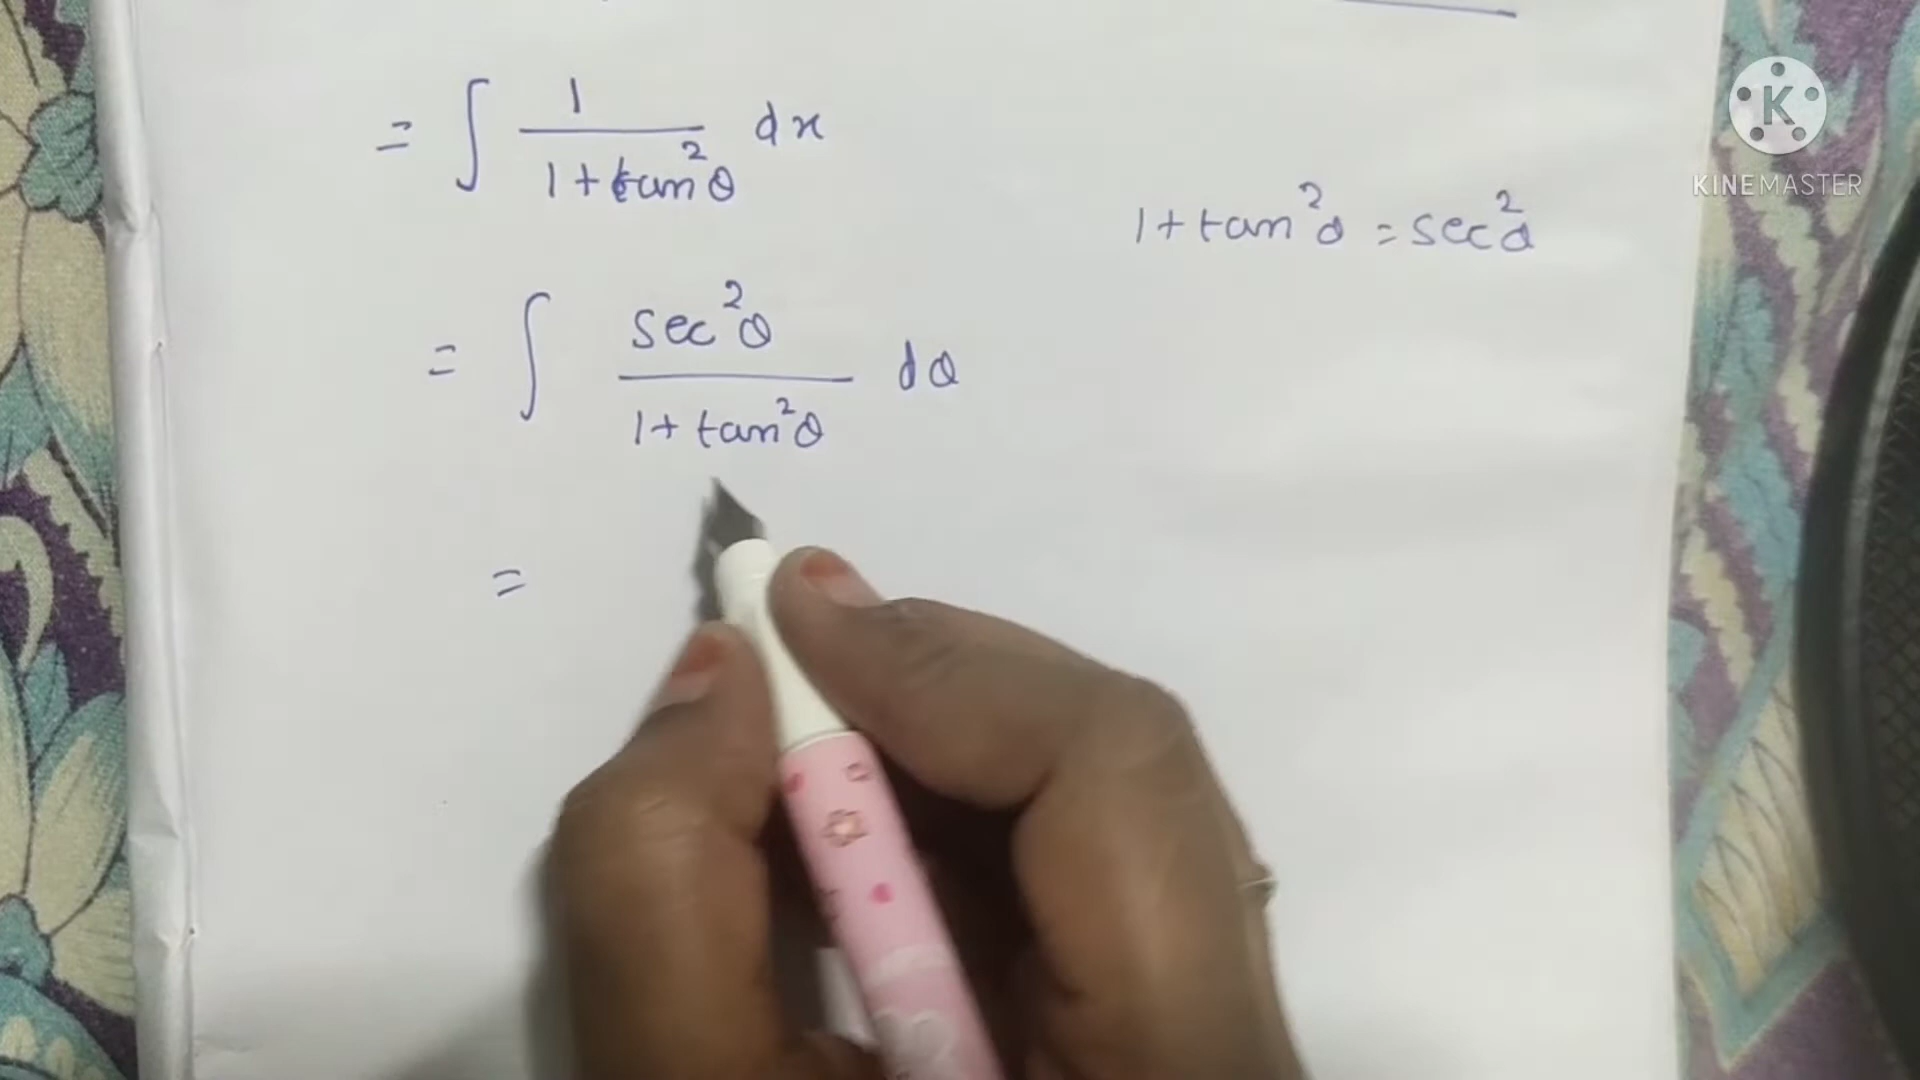 = ∫ 1 / (1 + tan²θ) dx
1 + tan²θ = sec²θ
= ∫ sec²θ / (1 + tan²θ) dθ
=
K
KINEMASTER